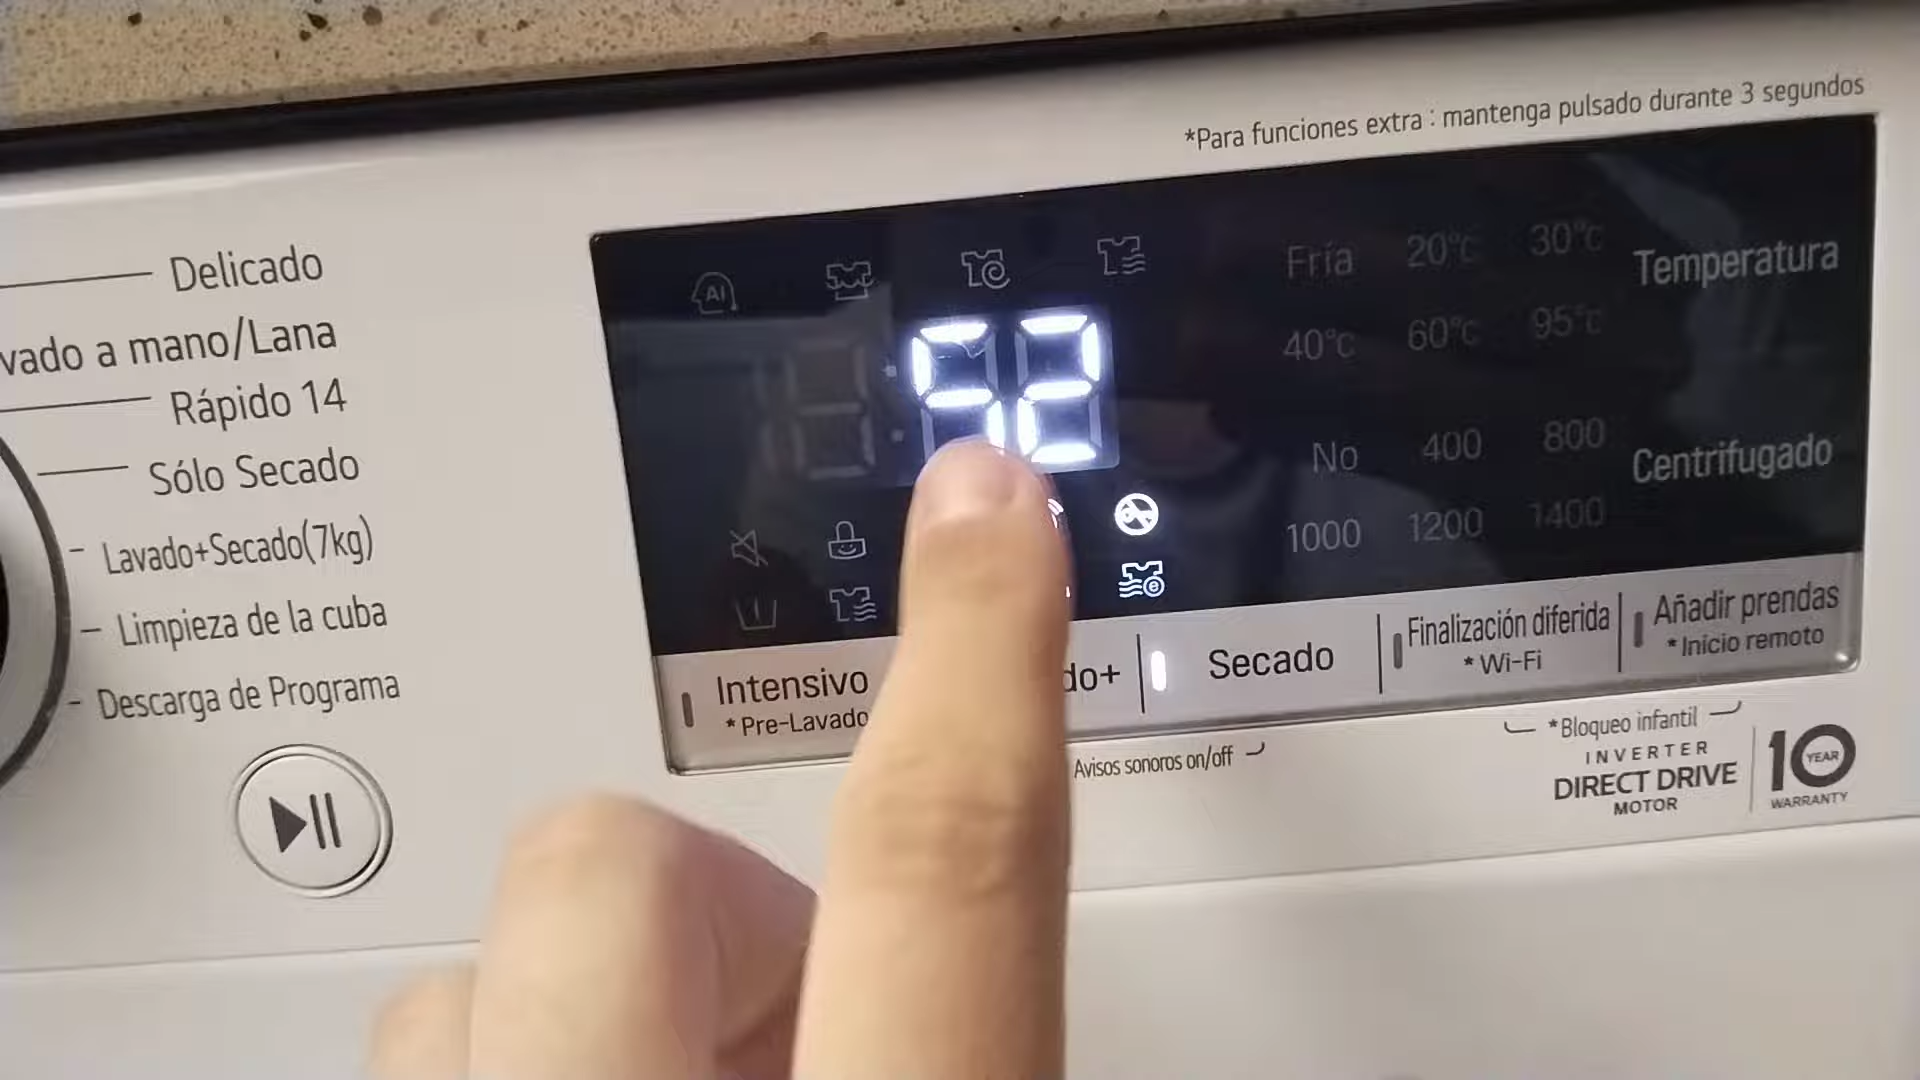 *Para funciones extra : mantenga pulsado durante 3 segundos
Delicado
vado a mano/Lana
Rápido 14
Sólo Secado
Lavado+Secado(7kg)
Limpieza de la cuba
Descarga de Programa
AI
52
Fría 20°C 30°C Temperatura
40°C 60°C 95°C
No 400 800 Centrifugado
1000 1200 1400
Intensivo
*Pre-Lavado
do+
Secado
Finalización diferida
*Wi-Fi
Añadir prendas
*Inicio remoto
Avisos sonoros on/off
*Bloqueo infantil
INVERTER
DIRECT DRIVE
MOTOR
10
YEAR
WARRANTY